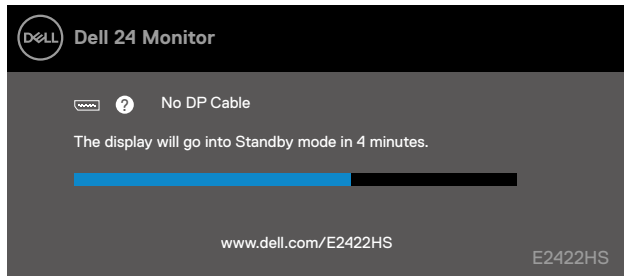 DELL
Dell 24 Monitor
? No DP Cable
The display will go into Standby mode in 4 minutes.
www.dell.com/E2422HS
E2422HS